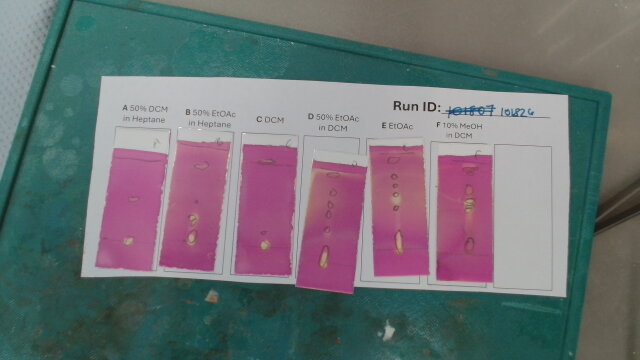 Run ID: 101807 101826
A 50% DCM
in Heptane
B 50% EtOAc
in Heptane
C DCM
D 50% EtOAc
in DCM
E EtOAc
F 10% MeOH
in DCM